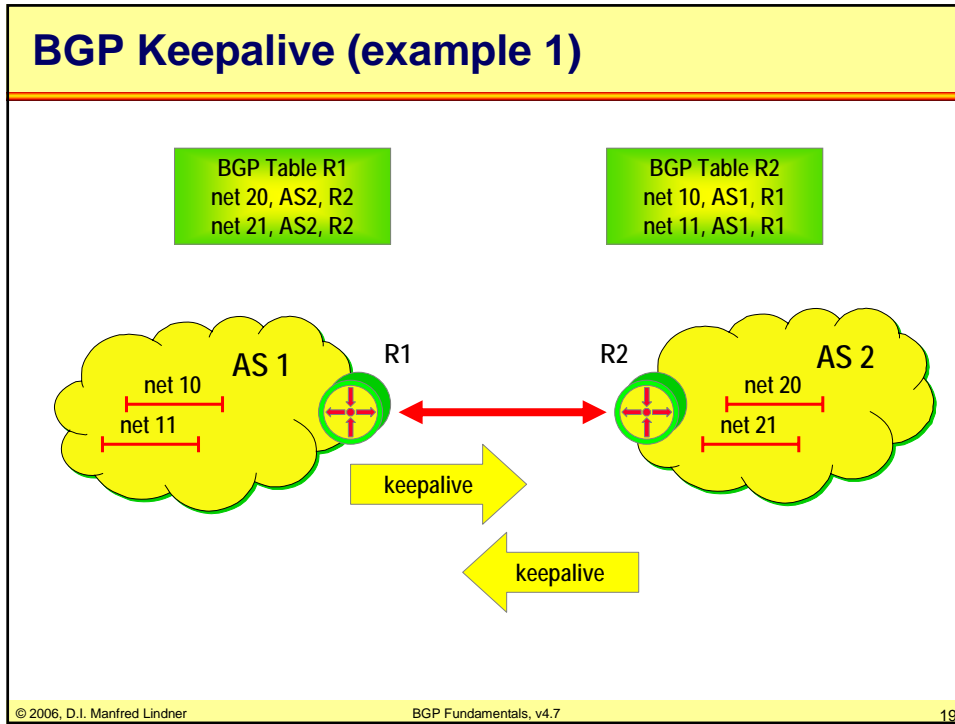 BGP Keepalive (example 1)
BGP Table R1
net 20, AS2, R2
net 21, AS2, R2
BGP Table R2
net 10, AS1, R1
net 11, AS1, R1
AS 1
R1
net 10
net 11
R2
AS 2
net 20
net 21
keepalive
keepalive
© 2006, D.I. Manfred Lindner
BGP Fundamentals, v4.7
19